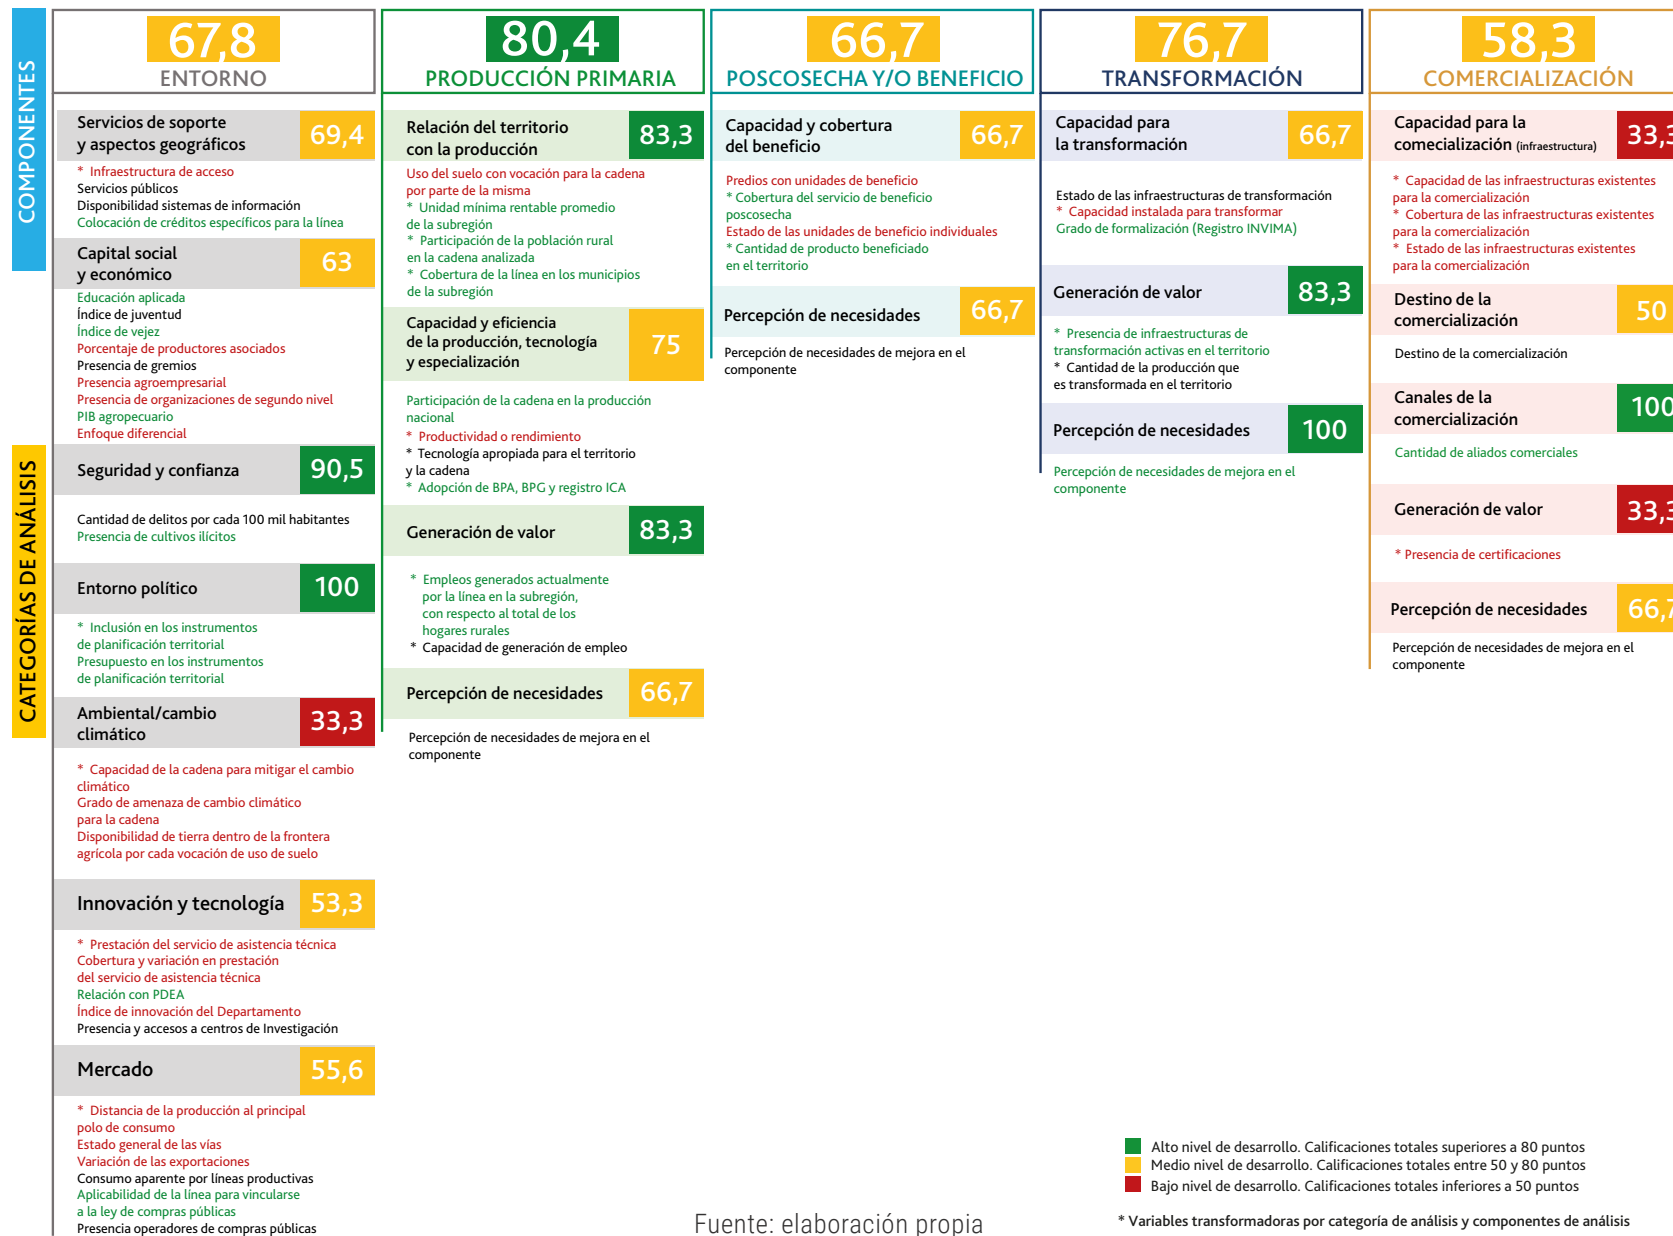 COMPONENTES
CATEGORÍAS DE ANÁLISIS
67,8
ENTORNO
Servicios de soporte
y aspectos geográficos
69,4
* Infraestructura de acceso
Servicios públicos
Disponibilidad sistemas de información
Colocación de créditos específicos para la línea
Capital social
y económico
63
Educación aplicada
Índice de juventud
Índice de vejez
Porcentaje de productores asociados
Presencia de gremios
Presencia agroempresarial
Presencia de organizaciones de segundo nivel
PIB agropecuario
Enfoque diferencial
Seguridad y confianza
90,5
Cantidad de delitos por cada 100 mil habitantes
Presencia de cultivos ilícitos
Entorno político
100
* Inclusión en los instrumentos
de planificación territorial
Presupuesto en los instrumentos
de planificación territorial
Ambiental/cambio
climático
33,3
* Capacidad de la cadena para mitigar el cambio
climático
Grado de amenaza de cambio climático
para la cadena
Disponibilidad de tierra dentro de la frontera
agrícola por cada vocación de uso de suelo
Innovación y tecnología
53,3
* Prestación del servicio de asistencia técnica
Cobertura y variación en prestación
del servicio de asistencia técnica
Relación con PDEA
Índice de innovación del Departamento
Presencia y accesos a centros de Investigación
Mercado
55,6
* Distancia de la producción al principal
polo de consumo
Estado general de las vías
Variación de las exportaciones
Consumo aparente por líneas productivas
Aplicabilidad de la línea para vincularse
a la ley de compras públicas
Presencia operadores de compras públicas
80,4
PRODUCCIÓN PRIMARIA
Relación del territorio
con la producción
83,3
Uso del suelo con vocación para la cadena
por parte de la misma
* Unidad mínima rentable promedio
de la subregión
* Participación de la población rural
en la cadena analizada
* Cobertura de la línea en los municipios
de la subregión
Capacidad y eficiencia
de la producción, tecnología
y especialización
75
Participación de la cadena en la producción
nacional
* Productividad o rendimiento
* Tecnología apropiada para el territorio
y la cadena
* Adopción de BPA, BPG y registro ICA
Generación de valor
83,3
* Empleos generados actualmente
por la línea en la subregión,
con respecto al total de los
hogares rurales
* Capacidad de generación de empleo
Percepción de necesidades
66,7
Percepción de necesidades de mejora en el
componente
66,7
POSCOSECHA Y/O BENEFICIO
Capacidad y cobertura
del beneficio
66,7
Predios con unidades de beneficio
* Cobertura del servicio de beneficio
poscosecha
Estado de las unidades de beneficio individuales
* Cantidad de producto beneficiado
en el territorio
Percepción de necesidades
66,7
Percepción de necesidades de mejora en el
componente
76,7
TRANSFORMACIÓN
Capacidad para
la transformación
66,7
Estado de las infraestructuras de transformación
* Capacidad instalada para transformar
Grado de formalización (Registro INVIMA)
Generación de valor
83,3
* Presencia de infraestructuras de
transformación activas en el territorio
* Cantidad de la producción que
es transformada en el territorio
Percepción de necesidades
100
Percepción de necesidades de mejora en el
componente
58,3
COMERCIALIZACIÓN
Capacidad para la
comecialización (infraestructura)
33,3
* Capacidad de las infraestructuras existentes
para la comercialización
* Cobertura de las infraestructuras existentes
para la comercialización
* Estado de las infraestructuras existentes
para la comercialización
Destino de la
comercialización
50
Destino de la comercialización
Canales de la
comercialización
100
Cantidad de aliados comerciales
Generación de valor
33,3
* Presencia de certificaciones
Percepción de necesidades
66,7
Percepción de necesidades de mejora en el
componente
Alto nivel de desarrollo. Calificaciones totales superiores a 80 puntos
Medio nivel de desarrollo. Calificaciones totales entre 50 y 80 puntos
Bajo nivel de desarrollo. Calificaciones totales inferiores a 50 puntos
* Variables transformadoras por categoría de análisis y componentes de análisis
Fuente: elaboración propia